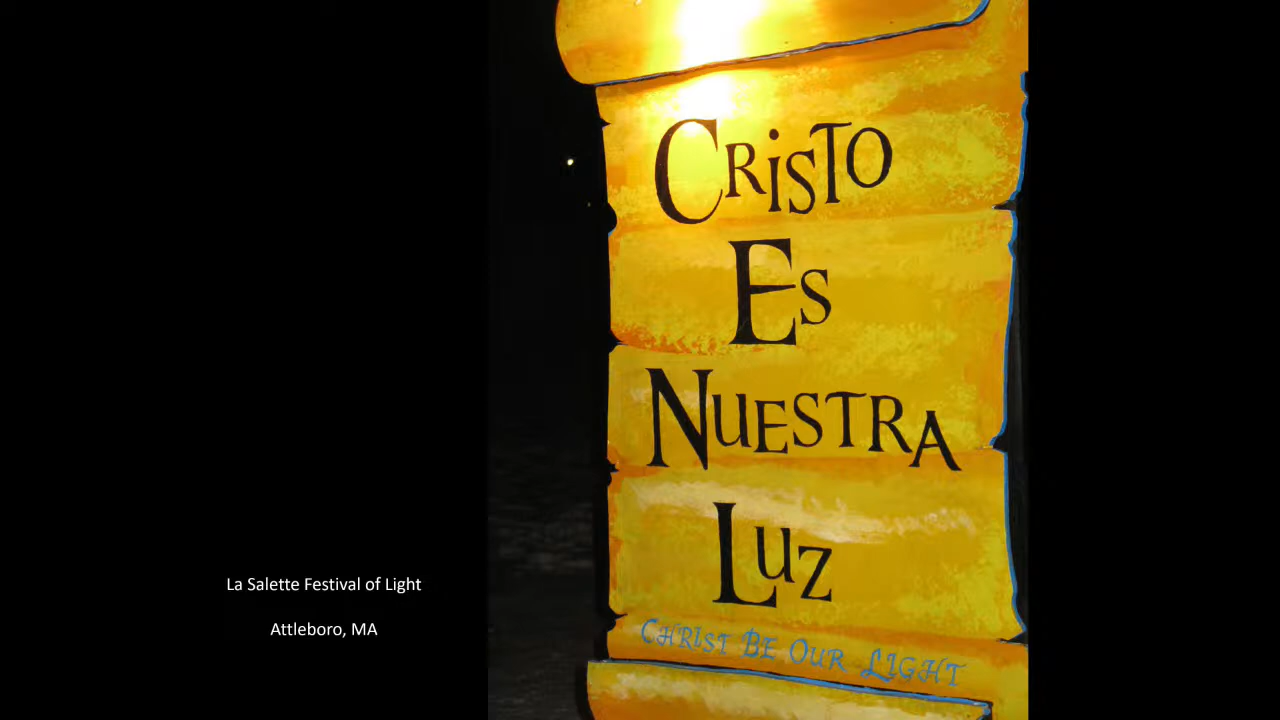 Cristo
Es
Nuestra
Luz
Christ Be Our Light
La Salette Festival of Light
Attleboro, MA